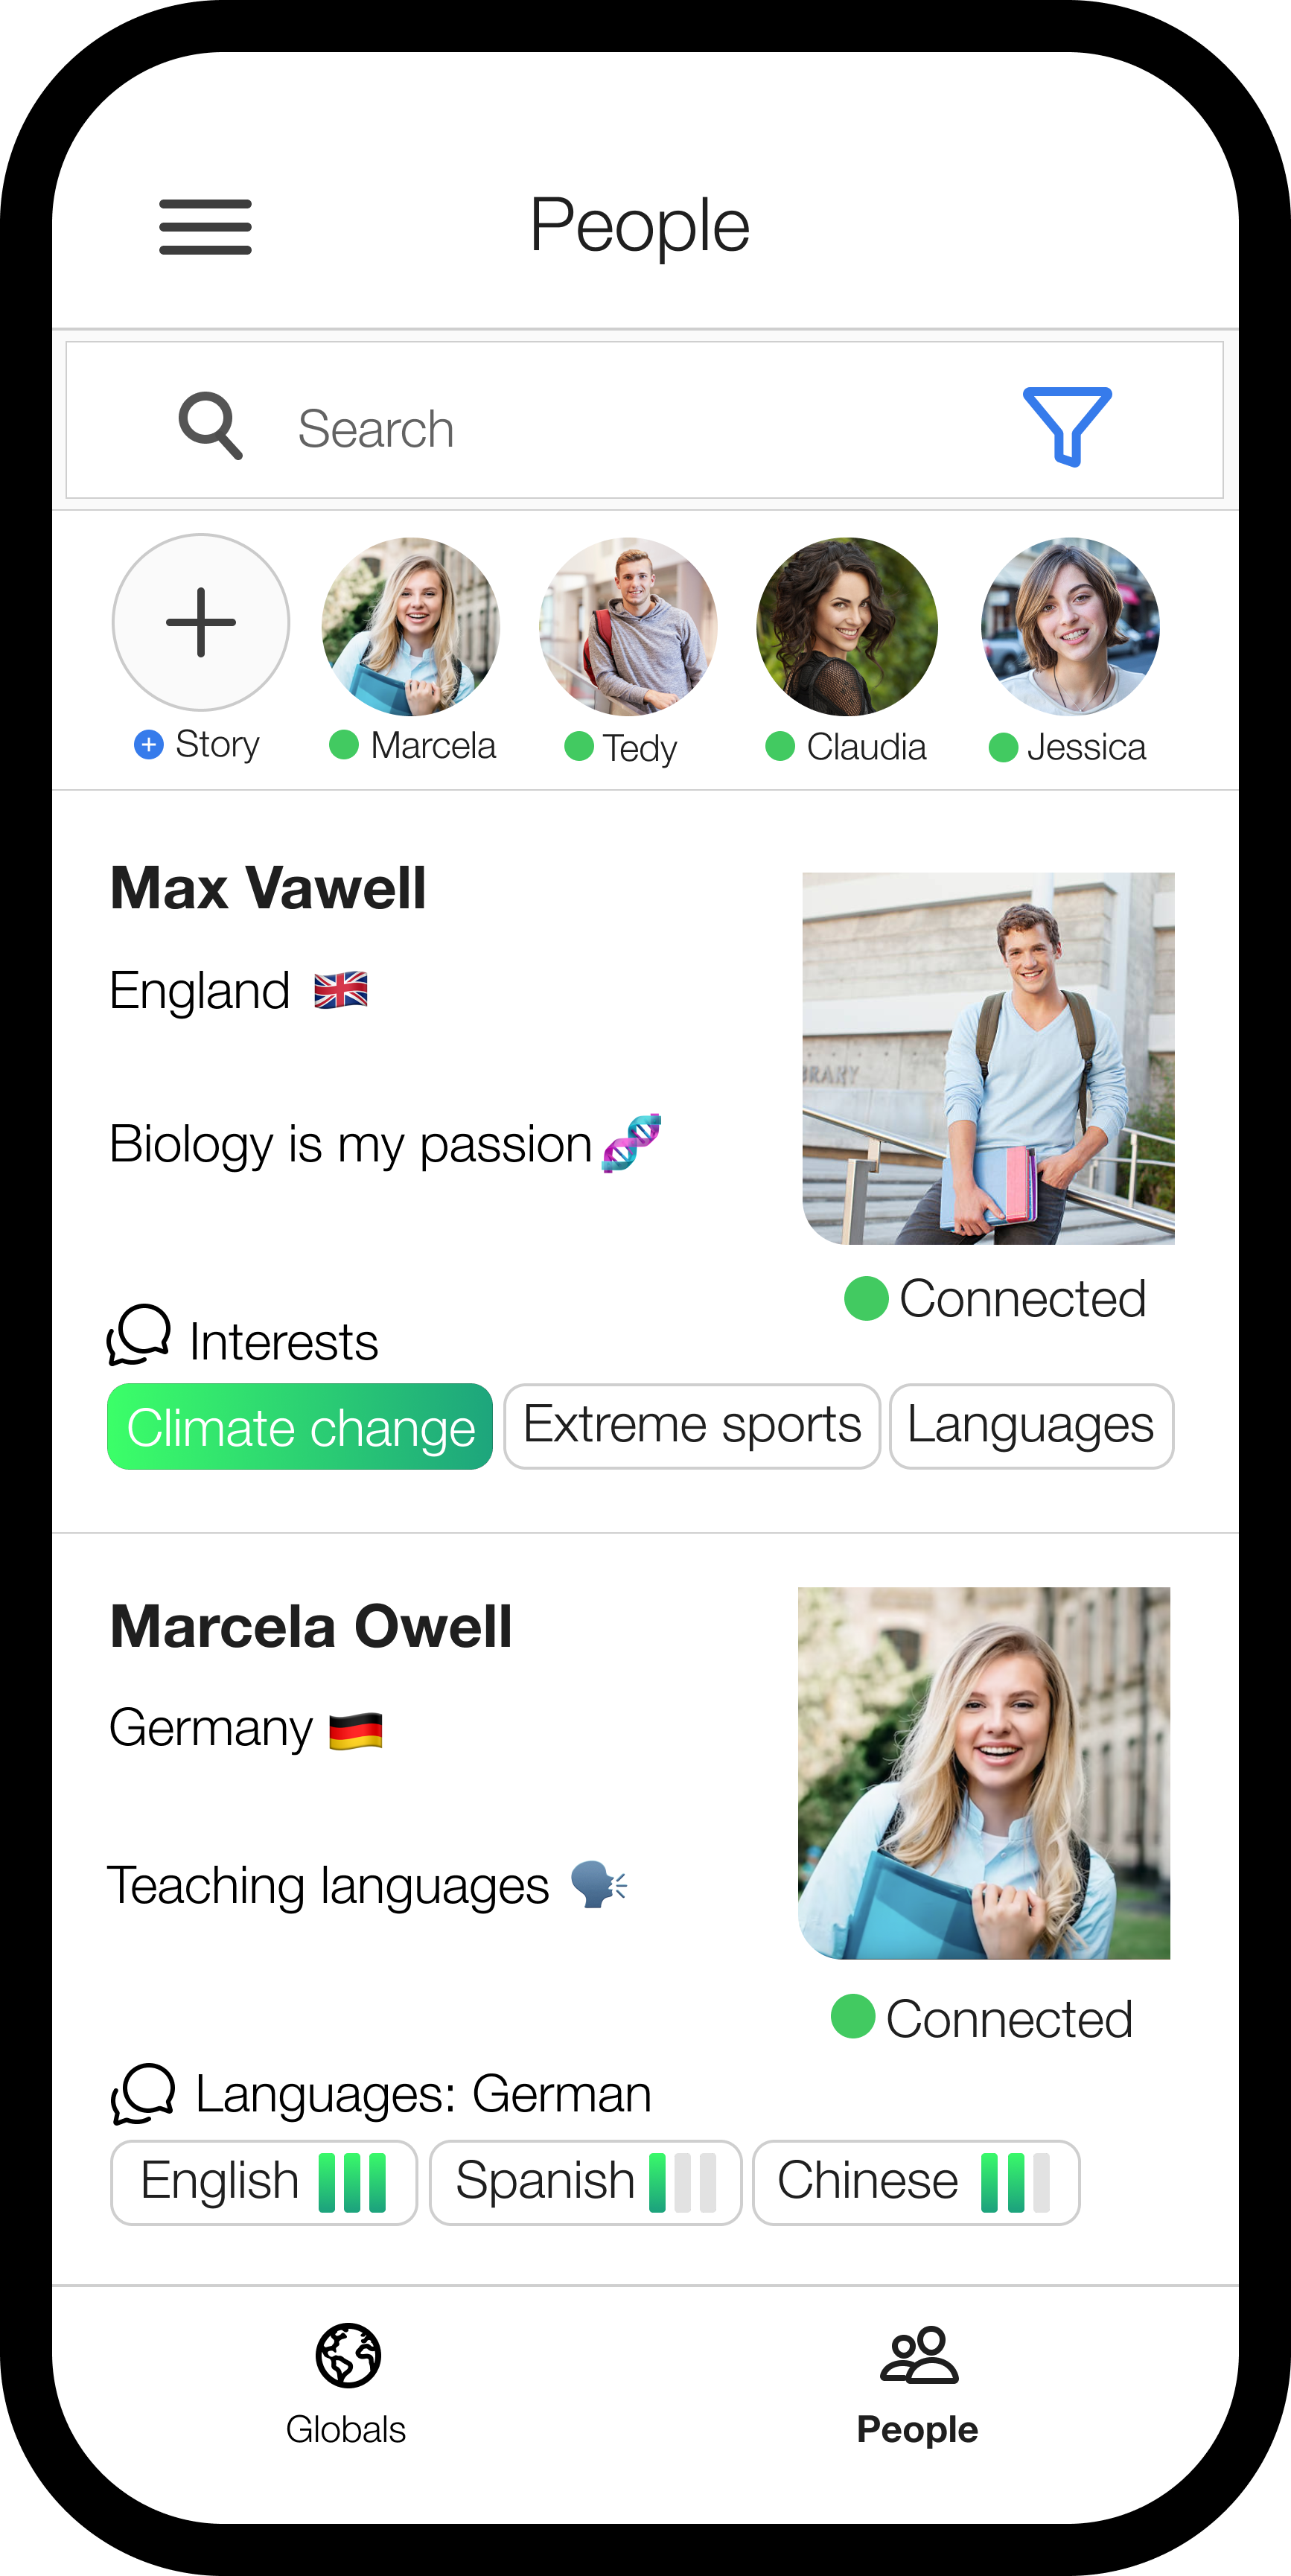 People
Search
Story Marcela Tedy Claudia Jessica
Max Vawell
England 🇬🇧
BRARY
Biology is my passion 🧬
Connected
Interests
Climate change Extreme sports Languages
Marcela Owell
Germany 🇩🇪
Teaching languages 🗣️
Connected
Languages: German
English Spanish Chinese
Globals People